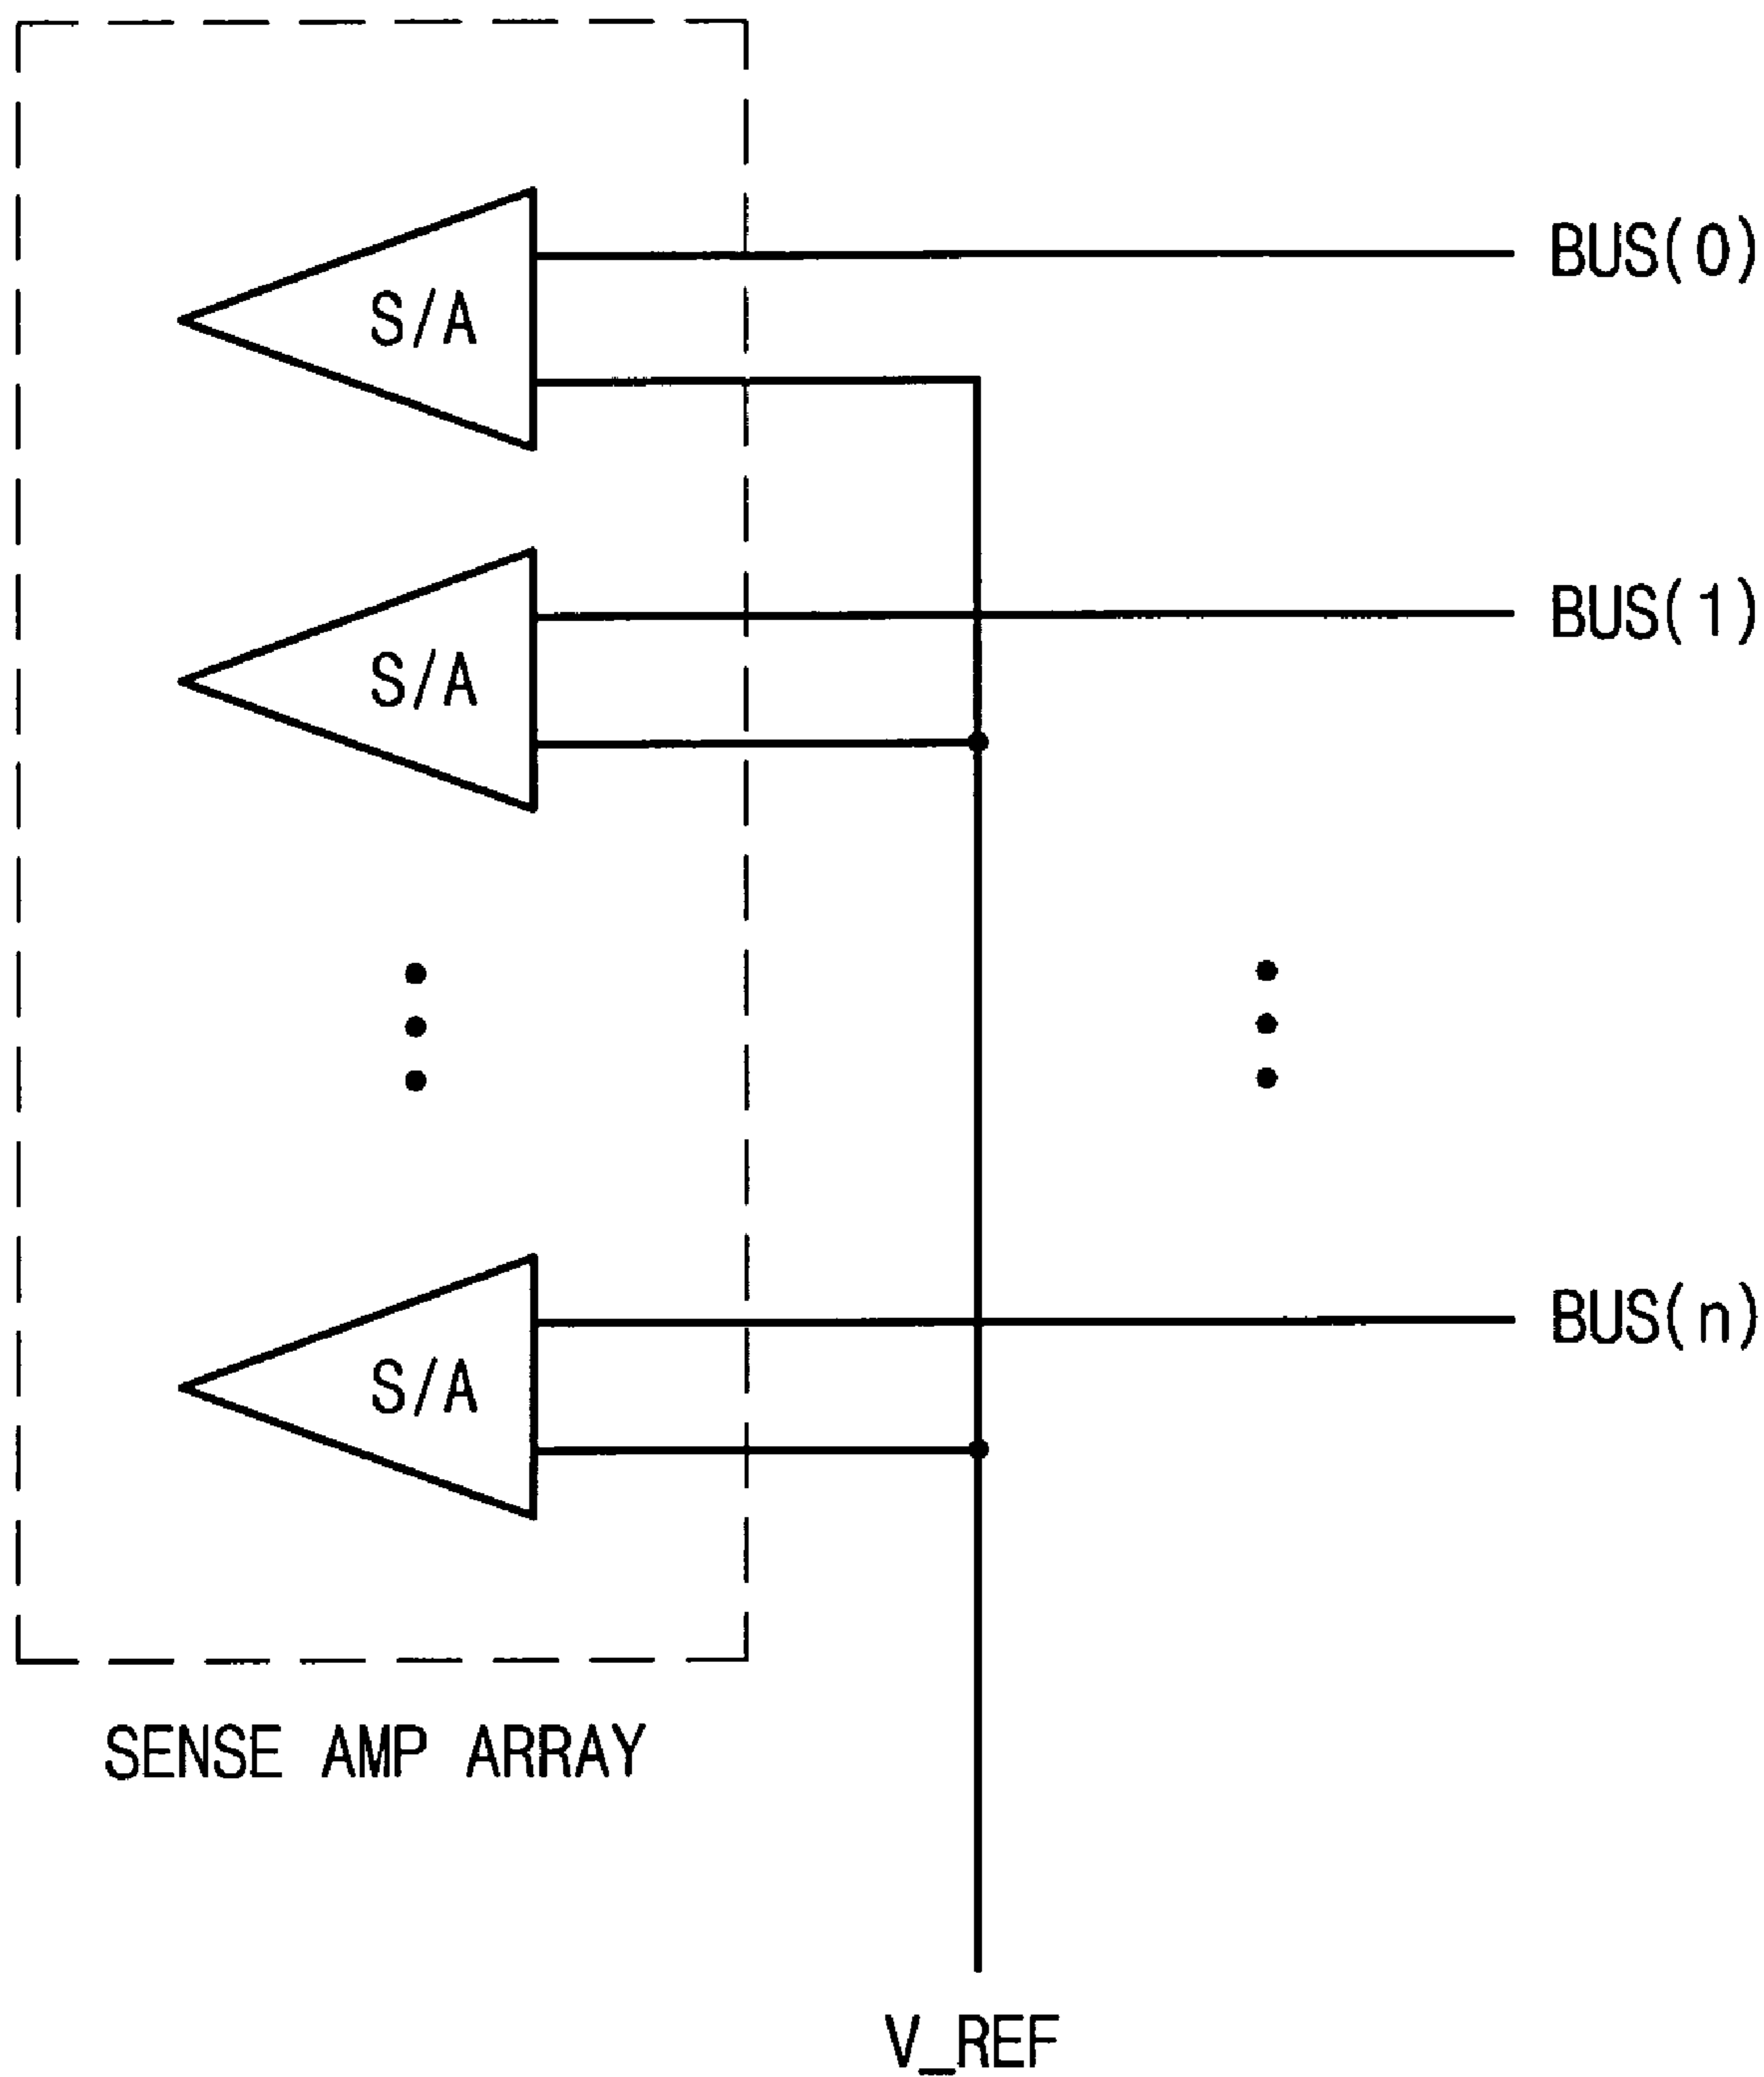 BUS(0)
S/A
BUS(1)
S/A
BUS(n)
S/A
SENSE AMP ARRAY
V_REF